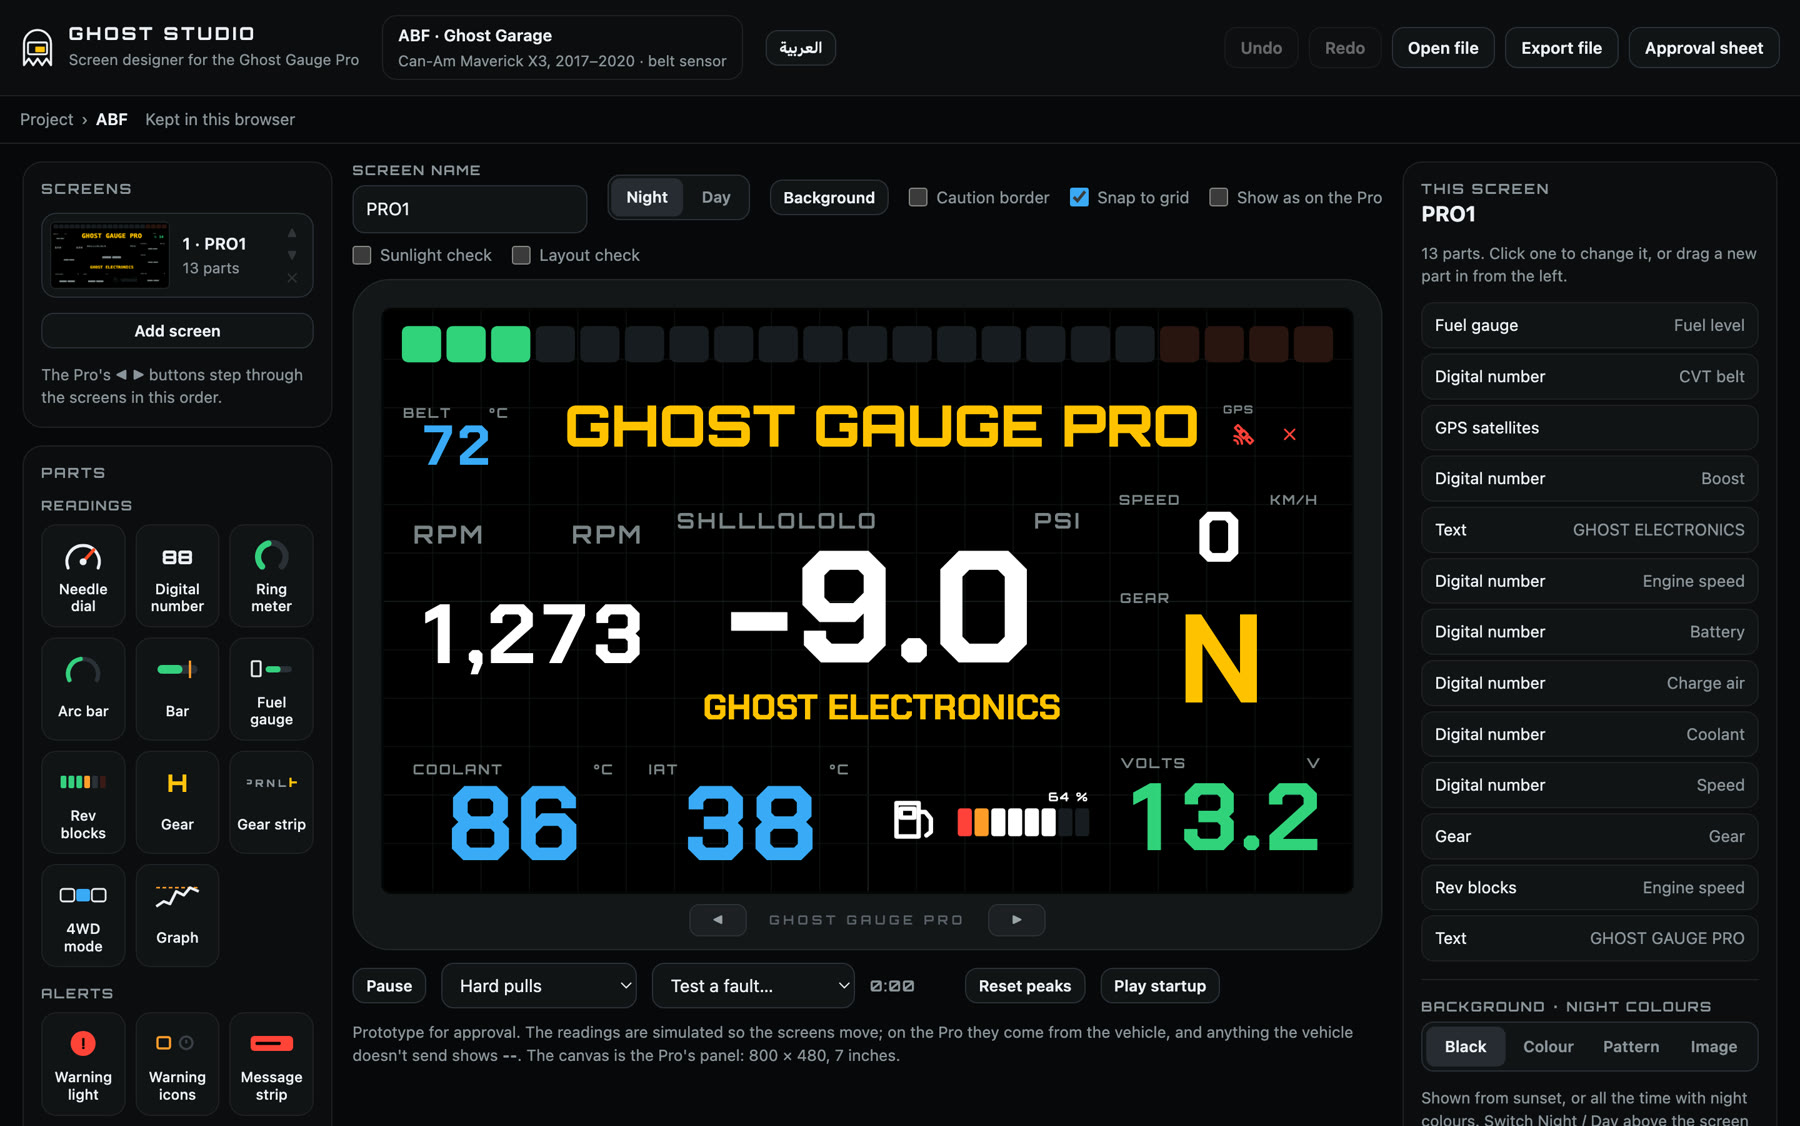 GHOST STUDIO
Screen designer for the Ghost Gauge Pro
ABF · Ghost Garage
Can-Am Maverick X3, 2017–2020 · belt sensor
العربية
Undo
Redo
Open file
Export file
Approval sheet
Project › ABF Kept in this browser
SCREENS
1 · PRO1
13 parts
Add screen
The Pro's ◀ ▶ buttons step through
the screens in this order.
PARTS
READINGS
Needle
dial
Digital
number
Ring
meter
Arc bar
Bar
Fuel
gauge
Rev
blocks
Gear
Gear strip
4WD
mode
Graph
ALERTS
Warning
light
Warning
icons
Message
strip
SCREEN NAME
PRO1
Night
Day
Background
Caution border
Snap to grid
Show as on the Pro
Sunlight check
Layout check
BELT °C
72
GHOST GAUGE PRO
GPS
RPM RPM
1,273
SHLLLOLOLO PSI
-9.0
GHOST ELECTRONICS
SPEED KM/H
0
GEAR
N
COOLANT °C
86
IAT °C
38
64 %
VOLTS V
13.2
◀ GHOST GAUGE PRO ▶
Pause
Hard pulls
Test a fault...
0:00
Reset peaks
Play startup
Prototype for approval. The readings are simulated so the screens move; on the Pro they come from the vehicle, and anything the vehicle
doesn't send shows --. The canvas is the Pro's panel: 800 × 480, 7 inches.
THIS SCREEN
PRO1
13 parts. Click one to change it, or drag a new
part in from the left.
Fuel gauge Fuel level
Digital number CVT belt
GPS satellites
Digital number Boost
Text GHOST ELECTRONICS
Digital number Engine speed
Digital number Battery
Digital number Charge air
Digital number Coolant
Digital number Speed
Gear Gear
Rev blocks Engine speed
Text GHOST GAUGE PRO
BACKGROUND · NIGHT COLOURS
Black
Colour
Pattern
Image
Shown from sunset, or all the time with night
colours. Switch Night / Day above the screen